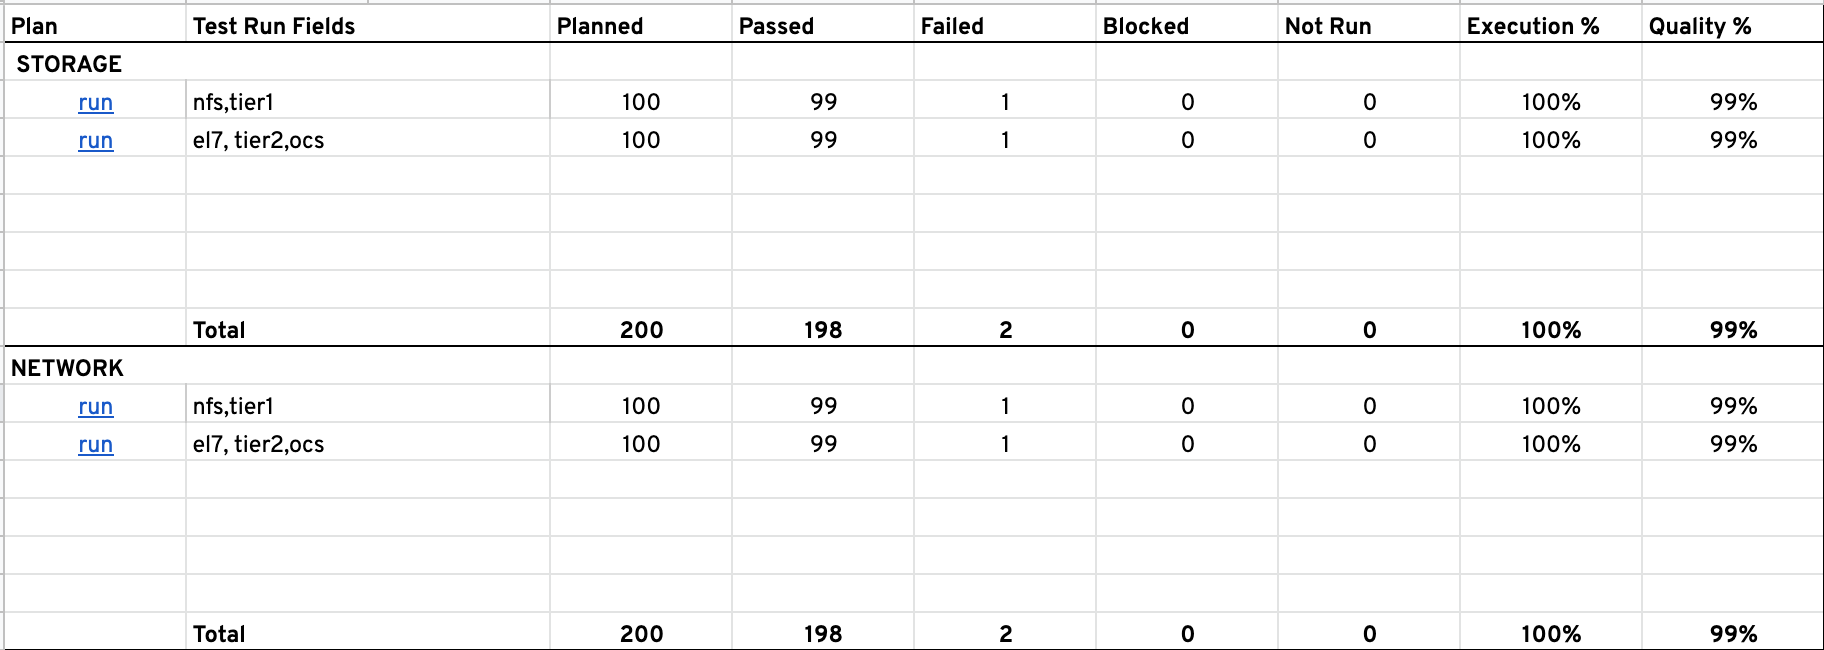 Plan Test Run Fields Planned Passed Failed Blocked Not Run Execution % Quality %
STORAGE
run nfs,tier1 100 99 1 0 0 100% 99%
run el7, tier2,ocs 100 99 1 0 0 100% 99%
Total 200 198 2 0 0 100% 99%
NETWORK
run nfs,tier1 100 99 1 0 0 100% 99%
run el7, tier2,ocs 100 99 1 0 0 100% 99%
Total 200 198 2 0 0 100% 99%